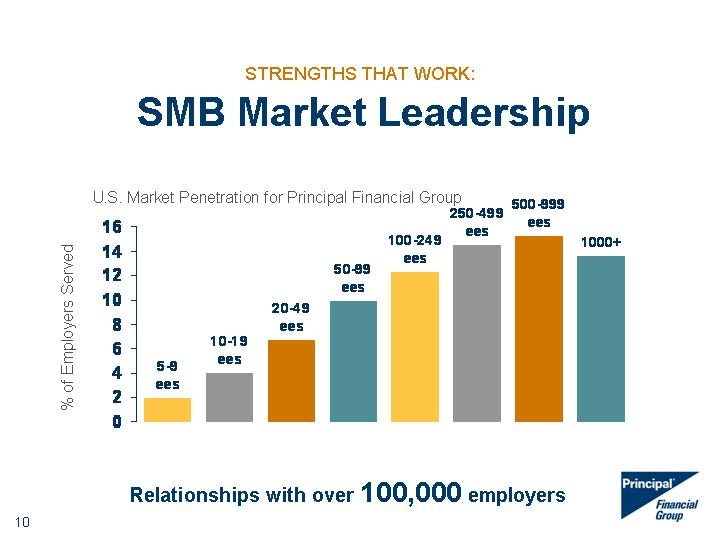 STRENGTHS THAT WORK:
SMB Market Leadership
U.S. Market Penetration for Principal Financial Group
% of Employers Served
16
14
12
10
8
6
4
2
0
5-9
ees
10-19
ees
20-49
ees
50-99
ees
100-249
ees
250-499
ees
500-999
ees
1000+
Relationships with over 100,000 employers
Principal
Financial
Group
10